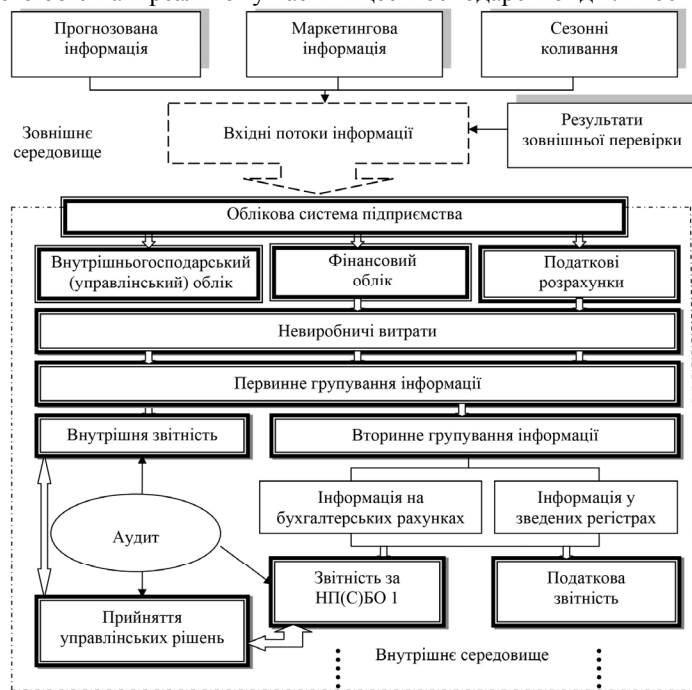 Прогнозована
інформація
Маркетингова
інформація
Сезонні
коливання
Зовнішнє
середовище
Вхідні потоки інформації
Результати
зовнішньої перевірки
Облікова система підприємства
Внутрішньогосподарський
(управлінський) облік
Фінансовий
облік
Податкові
розрахунки
Невиробничі витрати
Первинне групування інформації
Внутрішня звітність
Вторинне групування інформації
Інформація на
бухгалтерських рахунках
Інформація у
зведених регістрах
Аудит
Звітність за
НП(С)БО 1
Податкова
звітність
Прийняття
управлінських рішень
Внутрішнє середовище